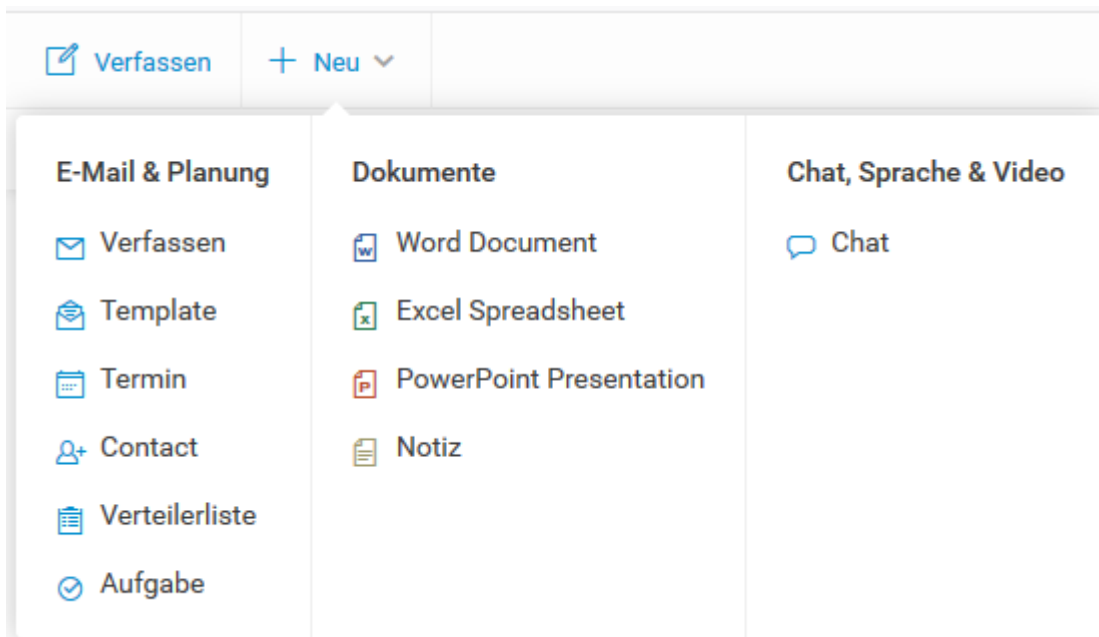 Verfassen
Neu
E-Mail & Planung
Verfassen
Template
Termin
Contact
Verteilerliste
Aufgabe
Dokumente
Word Document
Excel Spreadsheet
PowerPoint Presentation
Notiz
Chat, Sprache & Video
Chat